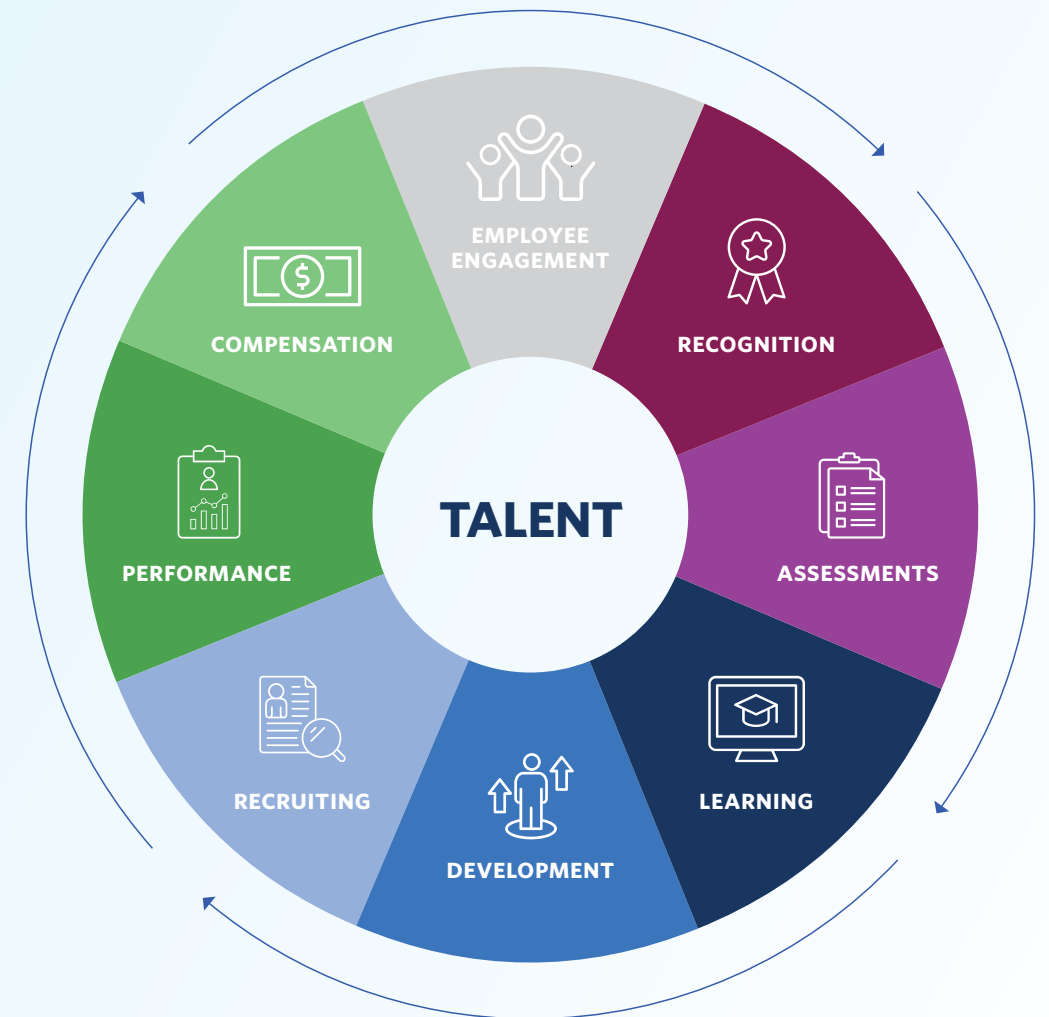 EMPLOYEE
ENGAGEMENT
RECOGNITION
ASSESSMENTS
LEARNING
DEVELOPMENT
RECRUITING
PERFORMANCE
COMPENSATION
$
TALENT